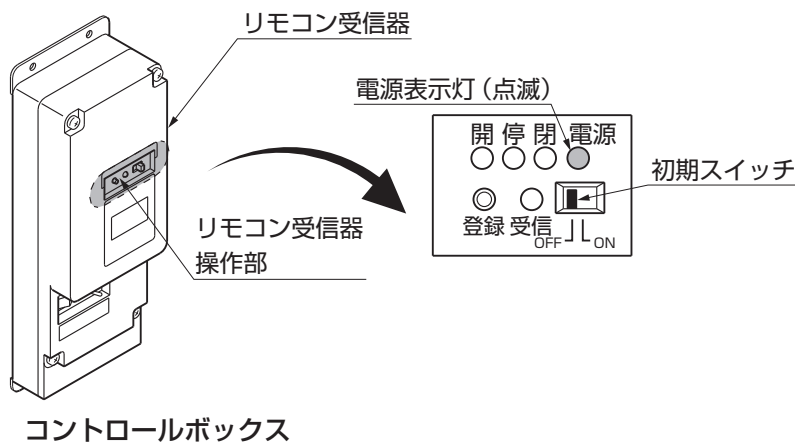 リモコン受信器
電源表示灯（点滅）
開 停 閉 電源
初期スイッチ
登録 受信
OFF ON
リモコン受信器
操作部
コントロールボックス